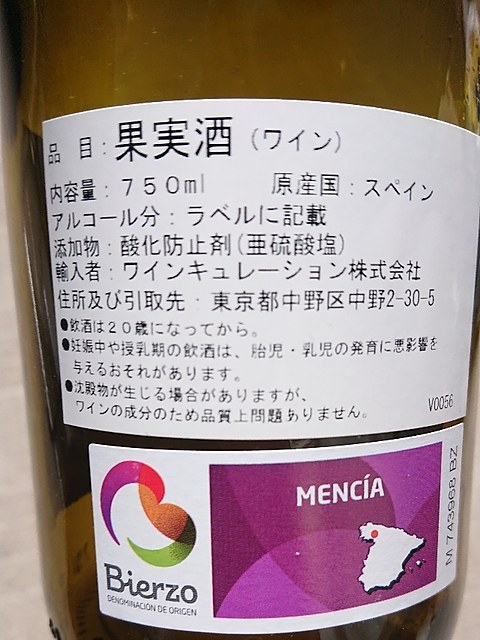 品 目：果実酒（ワイン）
内容量：７５０ml 原産国：スペイン
アルコール分：ラベルに記載
添加物：酸化防止剤(亜硫酸塩)
輸入者：ワインキュレーション株式会社
住所及び引取先：東京都中野区中野2-30-5
●飲酒は２０歳になってから。
●妊娠中や授乳期の飲酒は、胎児・乳児の発育に悪影響を
与えるおそれがあります。
●沈殿物が生じる場合がありますが、
ワインの成分のため品質上問題ありません。
V0056
MENCÍA
Bierzo
DENOMINACIÓN DE ORIGEN
M 743968 BZ